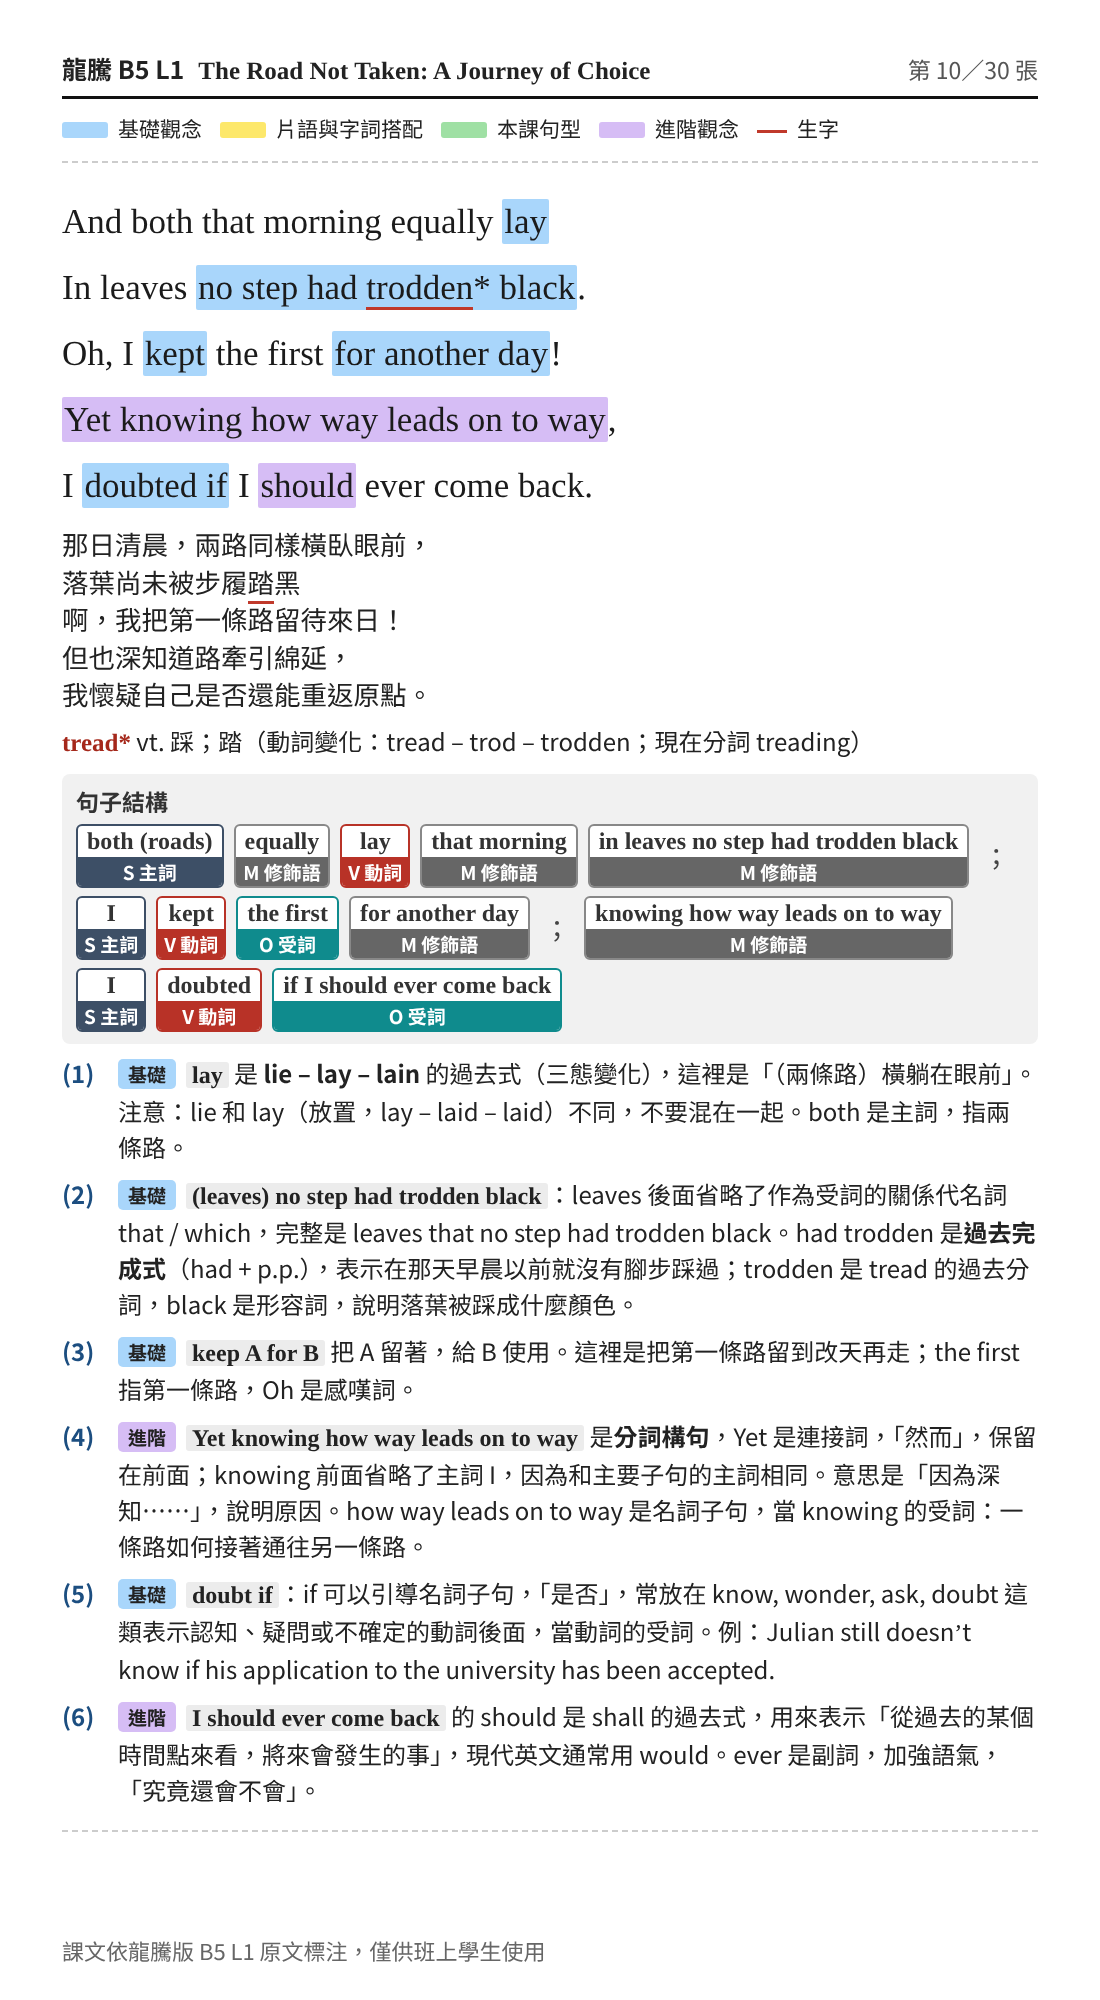 龍騰 B5 L1 The Road Not Taken: A Journey of Choice 第 10／30 張
基礎觀念 片語與字詞搭配 本課句型 進階觀念 生字
And both that morning equally lay
In leaves no step had trodden* black.
Oh, I kept the first for another day!
Yet knowing how way leads on to way,
I doubted if I should ever come back.
那日清晨，兩路同樣橫臥眼前，
落葉尚未被步履踏黑
啊，我把第一條路留待來日！
但也深知道路牽引綿延，
我懷疑自己是否還能重返原點。
tread* vt. 踩；踏（動詞變化：tread – trod – trodden；現在分詞 treading）
句子結構
both (roads) equally lay that morning in leaves no step had trodden black ；
S 主詞 M 修飾語 V 動詞 M 修飾語 M 修飾語
I kept the first for another day ； knowing how way leads on to way
S 主詞 V 動詞 O 受詞 M 修飾語 M 修飾語
I doubted if I should ever come back
S 主詞 V 動詞 O 受詞
(1) 基礎 lay 是 lie – lay – lain 的過去式（三態變化），這裡是「（兩條路）橫躺在眼前」。
注意：lie 和 lay（放置，lay – laid – laid）不同，不要混在一起。both 是主詞，指兩
條路。
(2) 基礎 (leaves) no step had trodden black：leaves 後面省略了作為受詞的關係代名詞
that / which，完整是 leaves that no step had trodden black。had trodden 是過去完
成式（had + p.p.），表示在那天早晨以前就沒有腳步踩過；trodden 是 tread 的過去分
詞，black 是形容詞，說明落葉被踩成什麼顏色。
(3) 基礎 keep A for B 把 A 留著，給 B 使用。這裡是把第一條路留到改天再走；the first
指第一條路，Oh 是感嘆詞。
(4) 進階 Yet knowing how way leads on to way 是分詞構句，Yet 是連接詞，「然而」，保留
在前面；knowing 前面省略了主詞 I，因為和主要子句的主詞相同。意思是「因為深
知⋯⋯」，說明原因。how way leads on to way 是名詞子句，當 knowing 的受詞：一
條路如何接著通往另一條路。
(5) 基礎 doubt if：if 可以引導名詞子句，「是否」，常放在 know, wonder, ask, doubt 這
類表示認知、疑問或不確定的動詞後面，當動詞的受詞。例：Julian still doesn’t
know if his application to the university has been accepted.
(6) 進階 I should ever come back 的 should 是 shall 的過去式，用來表示「從過去的某個
時間點來看，將來會發生的事」，現代英文通常用 would。ever 是副詞，加強語氣，
「究竟還會不會」。
課文依龍騰版 B5 L1 原文標注，僅供班上學生使用